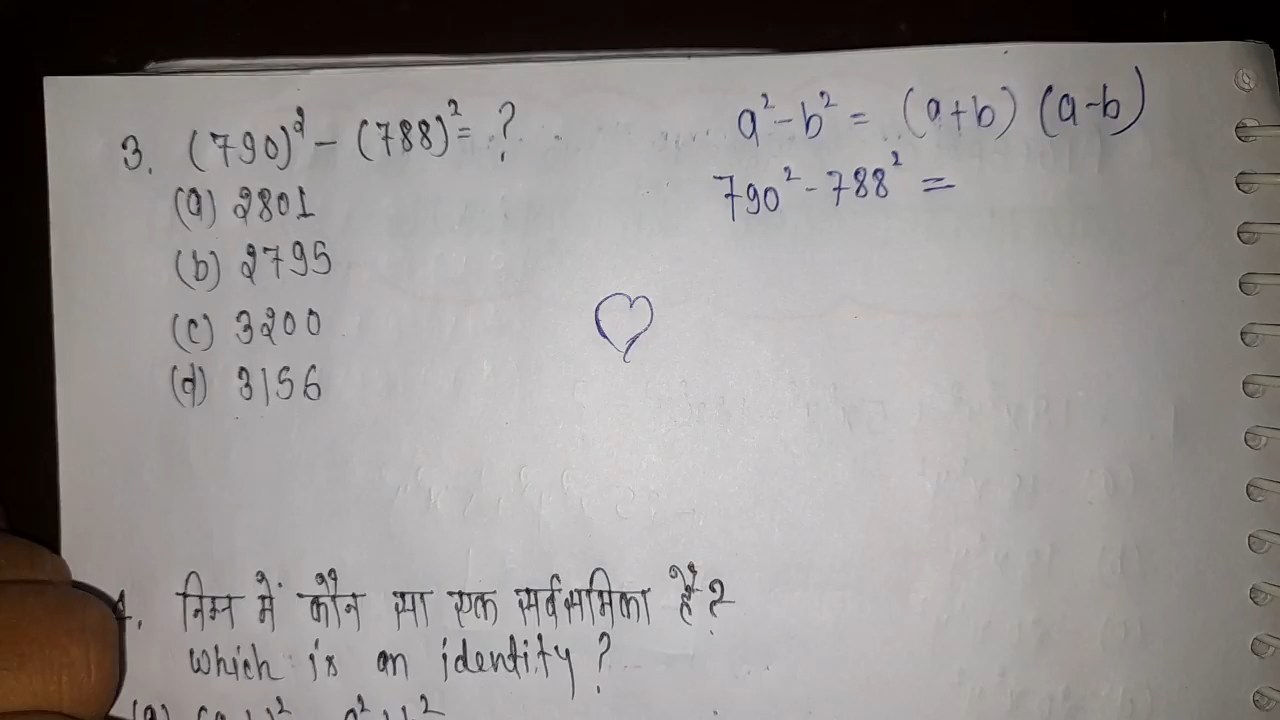 3. (790)² - (788)² = ?
(a) 2801
(b) 2795
(c) 3200
(d) 3156
a² - b² = (a+b) (a-b)
790² - 788² =
4. निम्न में कौन सा एक सर्वसमिका है ?
Which is an identity ?